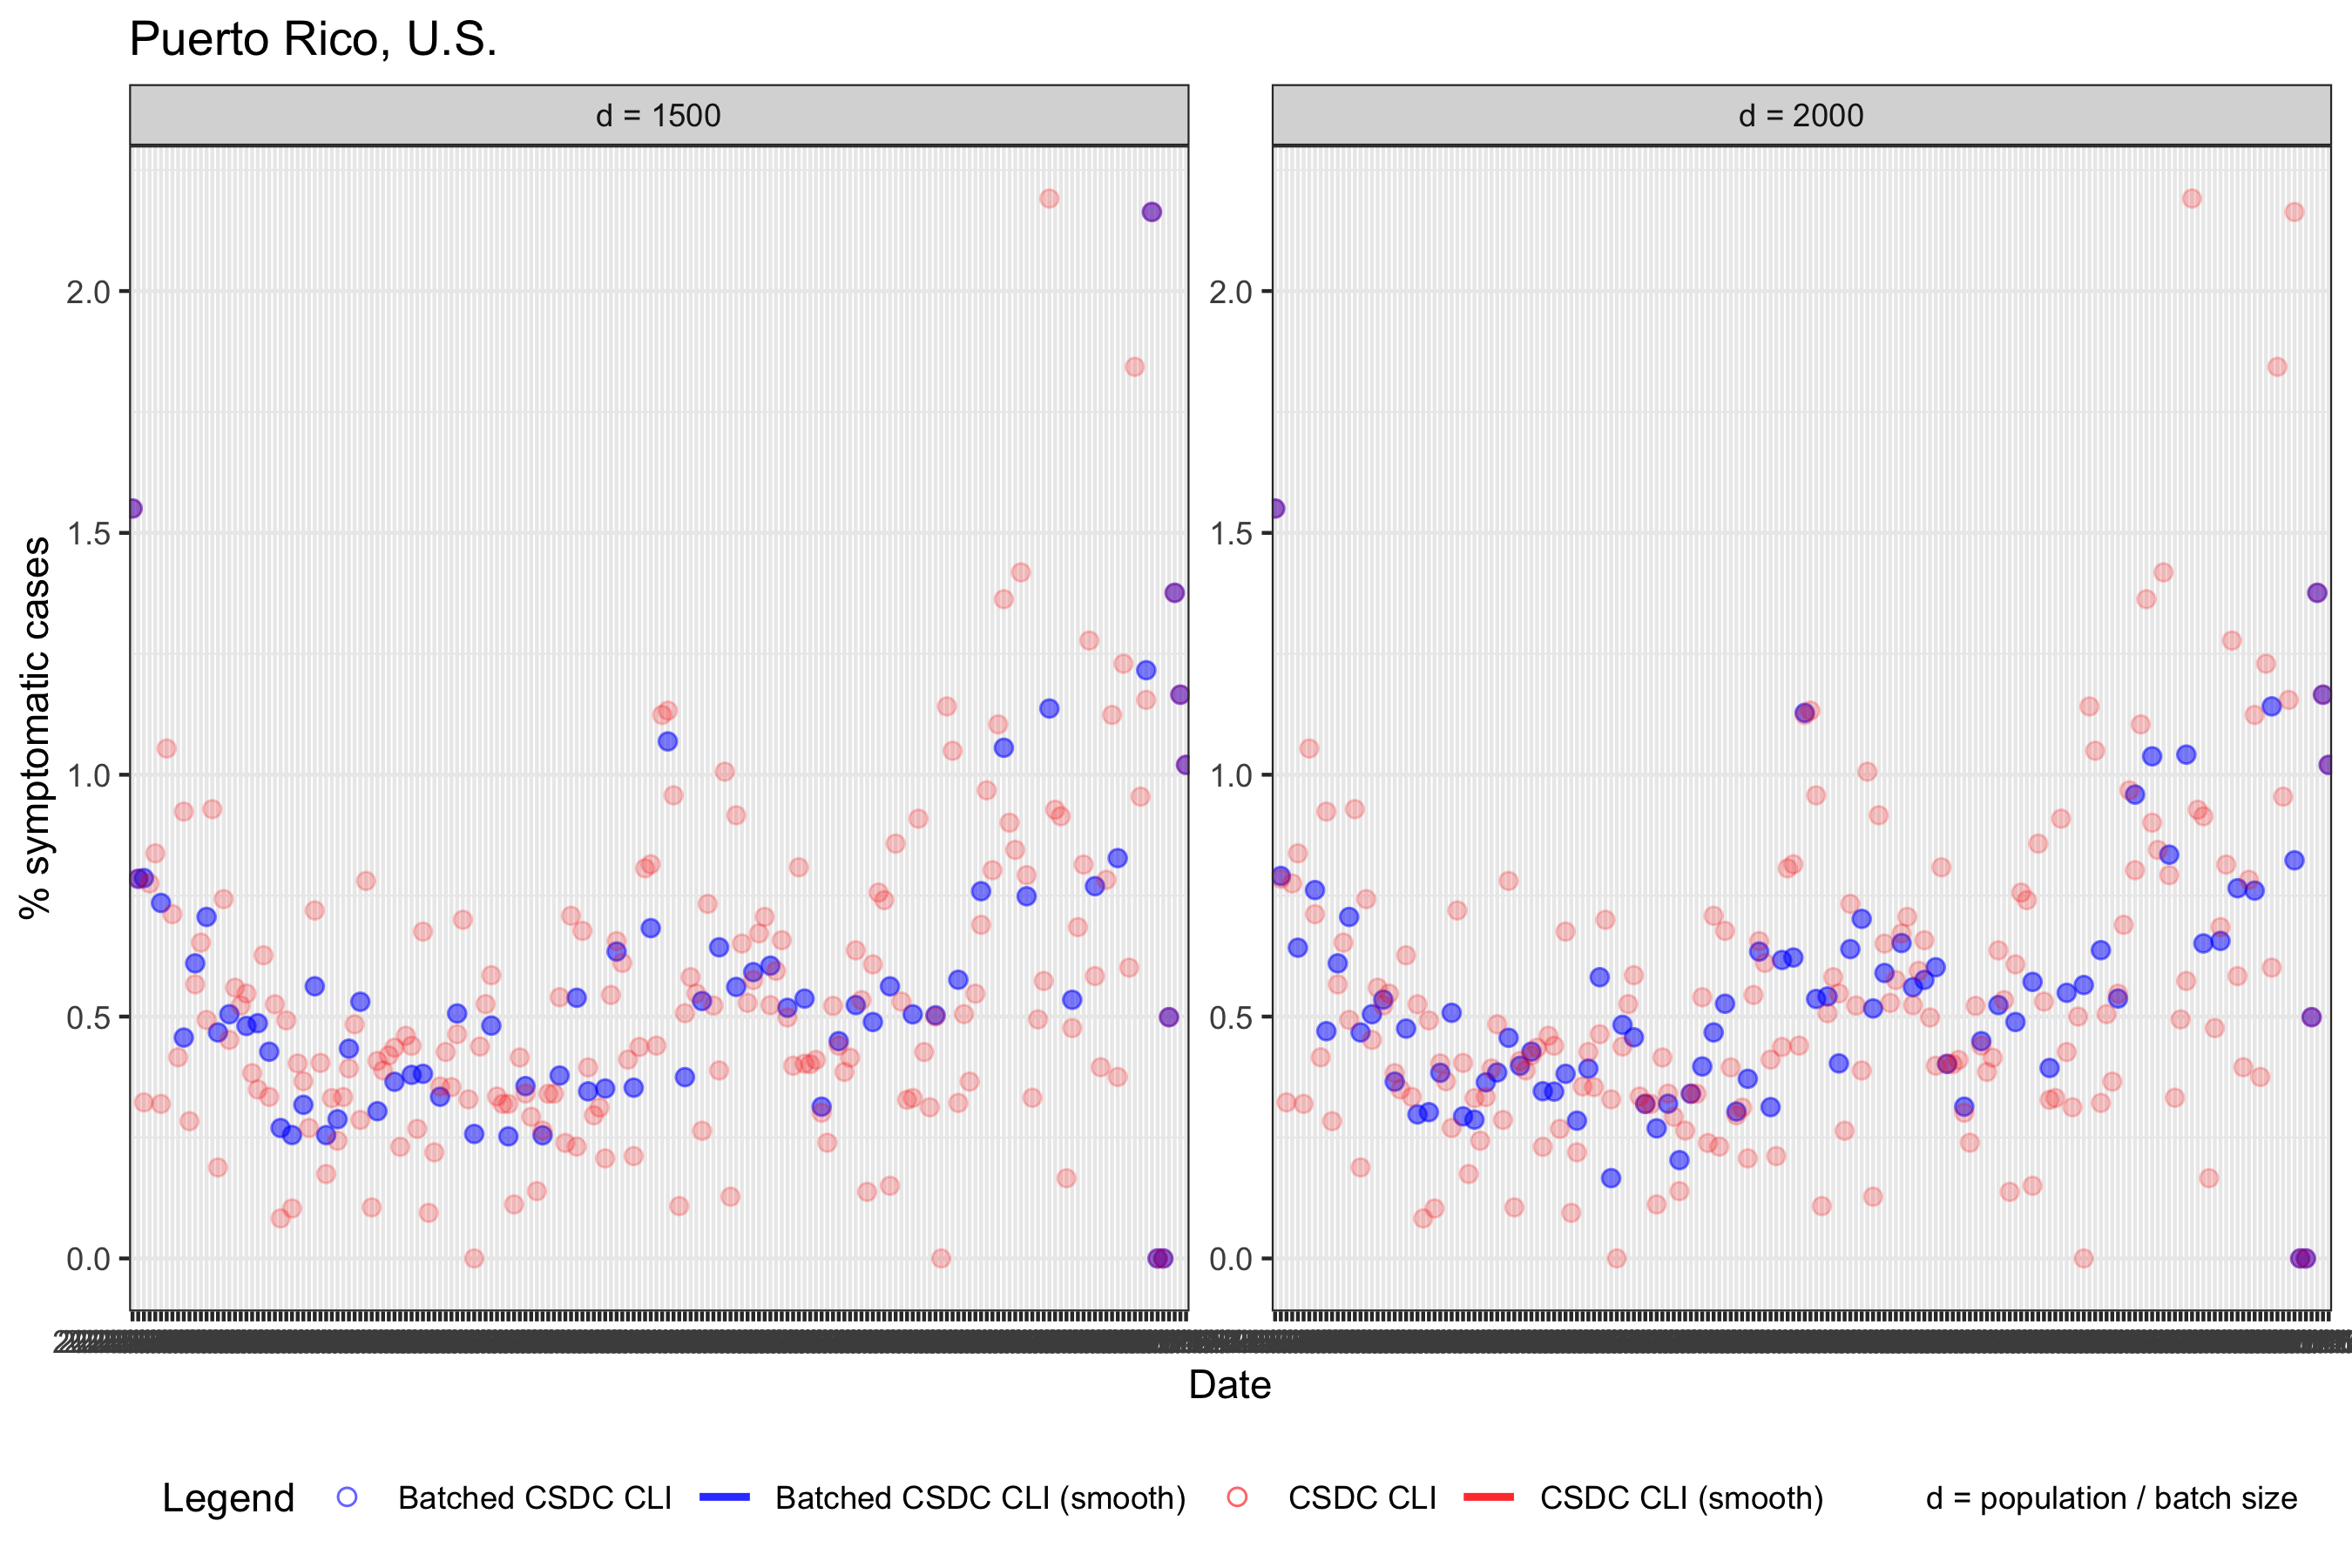 Puerto Rico, U.S.
d = 1500
d = 2000
% symptomatic cases
2.0
1.5
1.0
0.5
0.0
2.0
1.5
1.0
0.5
0.0
Date
Legend
Batched CSDC CLI
Batched CSDC CLI (smooth)
CSDC CLI
CSDC CLI (smooth)
d = population / batch size